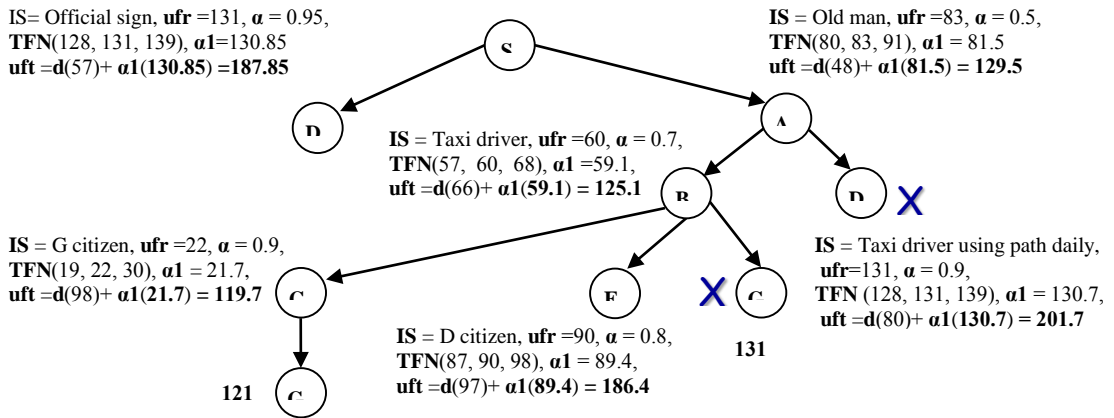 IS= Official sign, ufr =131, α = 0.95,
TFN(128, 131, 139), α1=130.85
uft =d(57)+ α1(130.85) =187.85
S
IS = Old man, ufr =83, α = 0.5,
TFN(80, 83, 91), α1 = 81.5
uft =d(48)+ α1(81.5) = 129.5
D
A
IS = Taxi driver, ufr =60, α = 0.7,
TFN(57, 60, 68), α1 =59.1,
uft =d(66)+ α1(59.1) = 125.1
D
X
IS = G citizen, ufr =22, α = 0.9,
TFN(19, 22, 30), α1 = 21.7,
uft =d(98)+ α1(21.7) = 119.7
X
IS = Taxi driver using path daily,
ufr=131, α = 0.9,
TFN (128, 131, 139), α1 = 130.7,
uft =d(80)+ α1(130.7) = 201.7
IS = D citizen, ufr =90, α = 0.8,
TFN(87, 90, 98), α1 = 89.4,
uft =d(97)+ α1(89.4) = 186.4
131
121